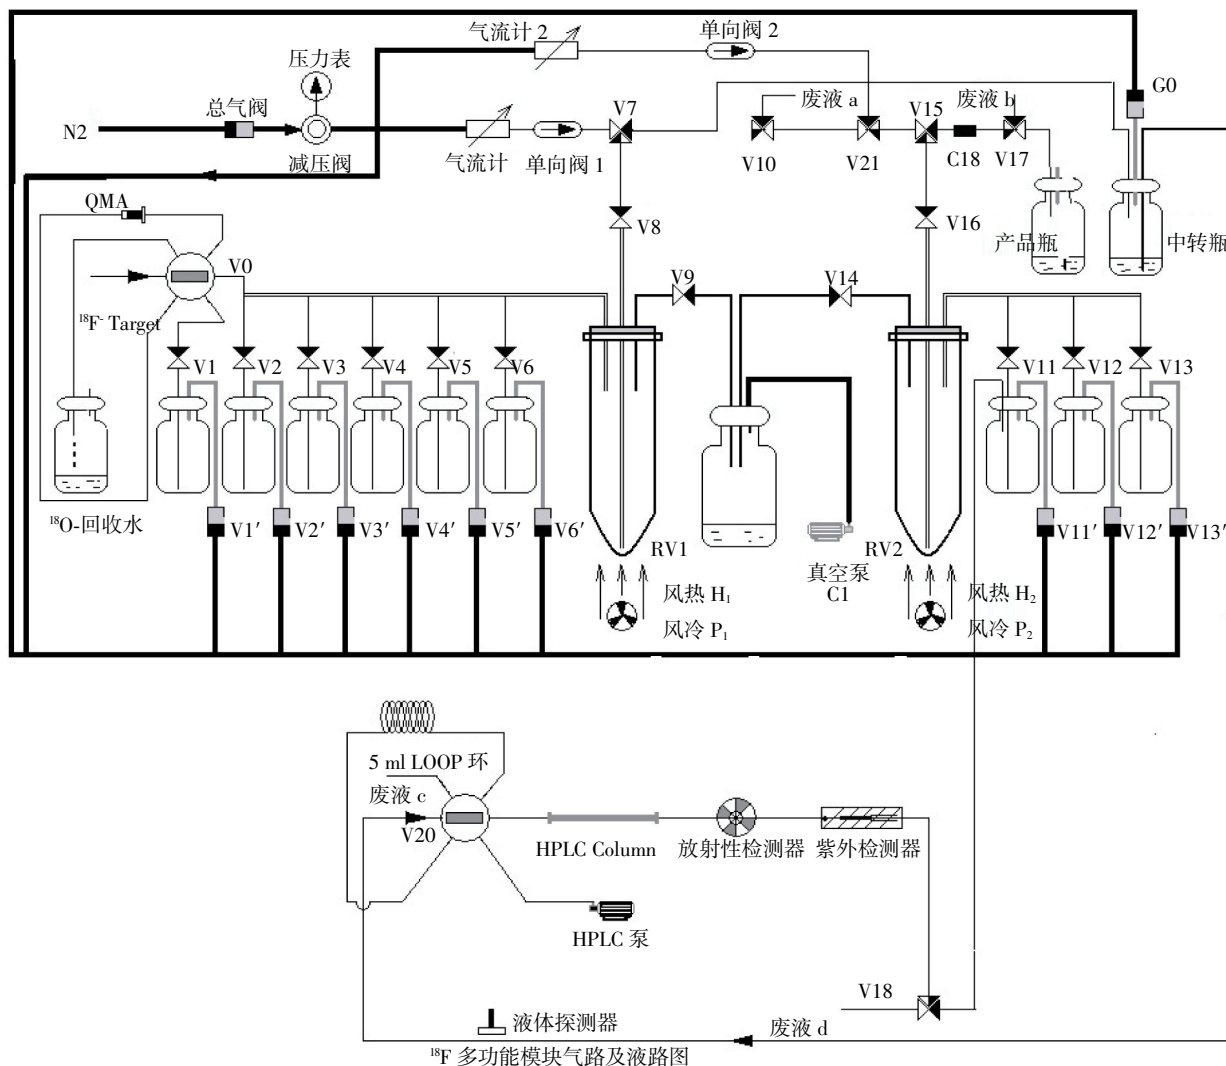 气流计 2
单向阀 2
压力表
总气阀
N2
减压阀
气流计
单向阀 1
V7
废液 a
V10
V21
V15
废液 b
C18
V17
G0
QMA
V8
V16
产品瓶
中转瓶
V0
¹⁸F⁻ Target
V9
V14
V1
V2
V3
V4
V5
V6
V11
V12
V13
¹⁸O-回收水
V1′
V2′
V3′
V4′
V5′
V6′
RV1
真空泵
C1
RV2
V11′
V12′
V13′
风热 H₁
风冷 P₁
风热 H₂
风冷 P₂
5 ml LOOP 环
废液 c
V20
HPLC Column
放射性检测器
紫外检测器
HPLC 泵
V18
液体探测器
废液 d
¹⁸F 多功能模块气路及液路图